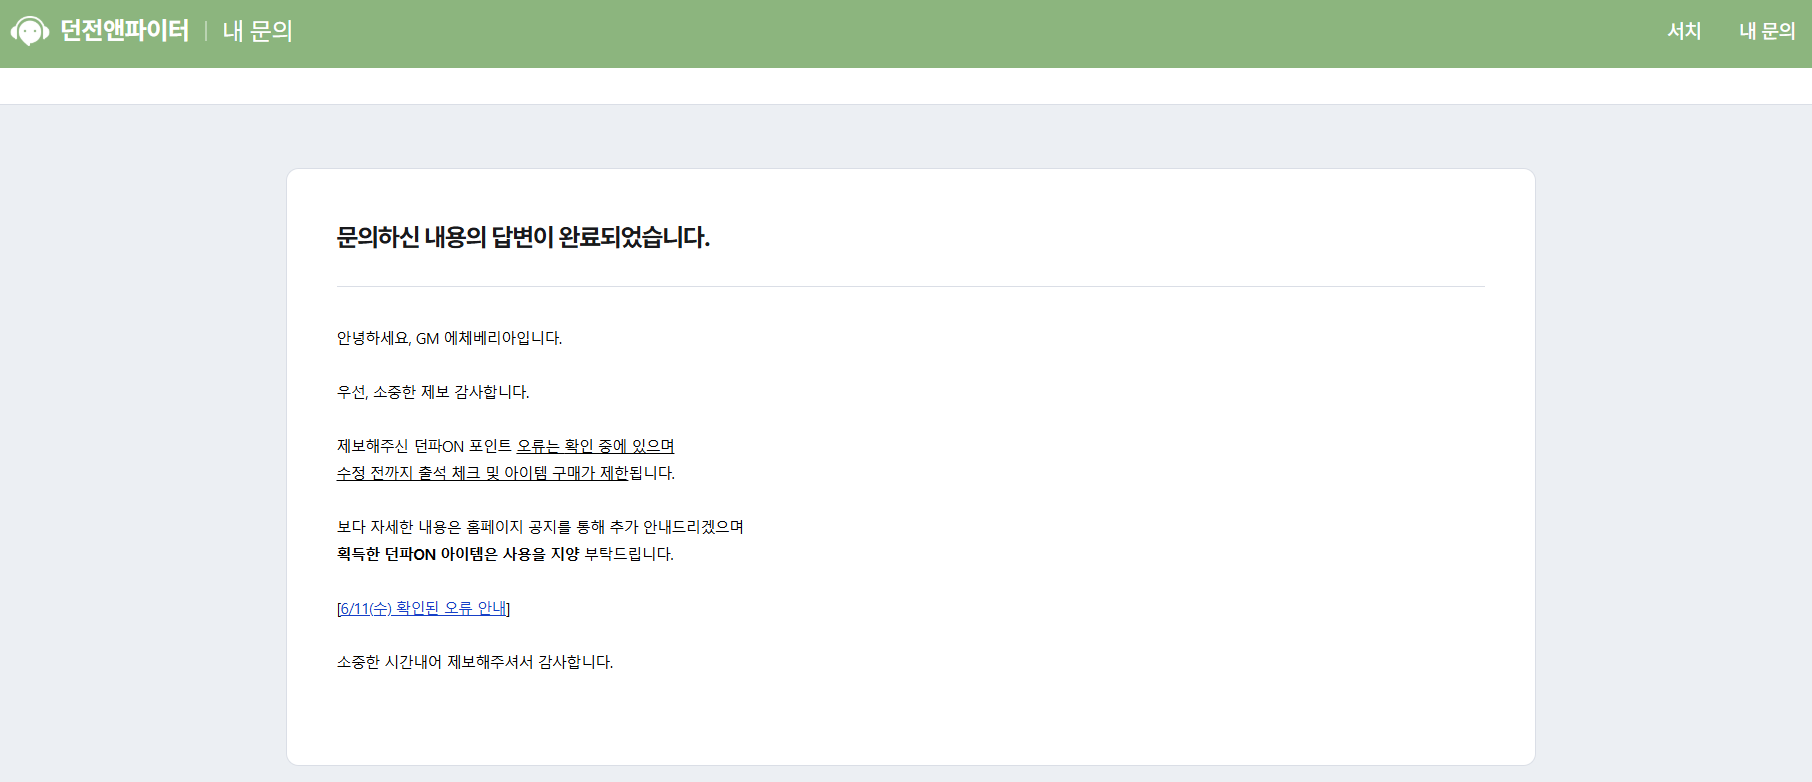 던전앤파이터 | 내 문의
서치
내 문의
문의하신 내용의 답변이 완료되었습니다.
안녕하세요, GM 에체베리아입니다.
우선, 소중한 제보 감사합니다.
제보해주신 던파ON 포인트 오류는 확인 중에 있으며
수정 전까지 출석 체크 및 아이템 구매가 제한됩니다.
보다 자세한 내용은 홈페이지 공지를 통해 추가 안내드리겠으며
획득한 던파ON 아이템은 사용을 지양 부탁드립니다.
[6/11(수) 확인된 오류 안내]
소중한 시간내어 제보해주셔서 감사합니다.